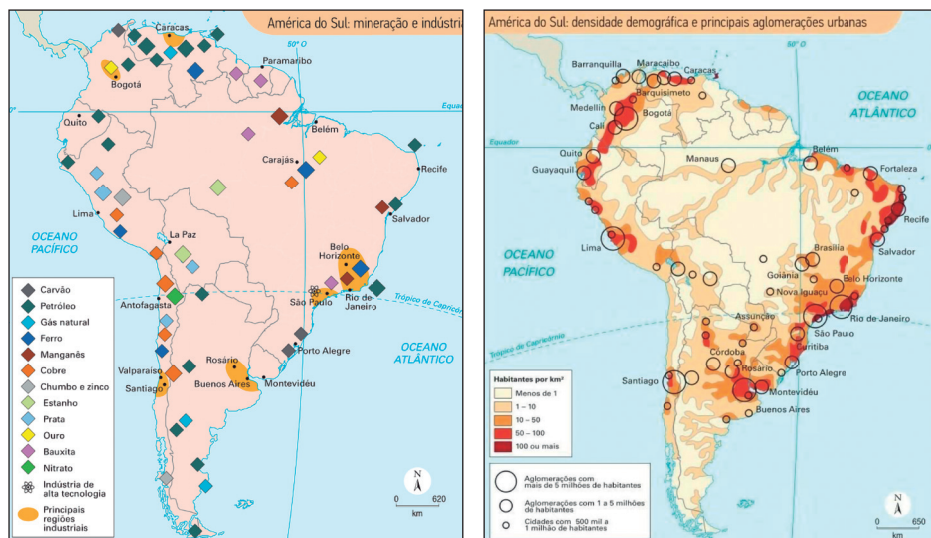 América do Sul: mineração e indústri
Caracas
50° O
Paramaribo
Bogotá
0°
Equador
Quito
Belém
Carajás
Recife
Lima
Salvador
La Paz
OCEANO
PACÍFICO
Belo
Horizonte
São Paulo
Rio de
Janeiro
Trópico de Capricórnio
Antofagasta
OCEANO
ATLÂNTICO
Porto Alegre
Valparaíso
Santiago
Rosário
Buenos Aires
Montevidéu
Carvão
Petróleo
Gás natural
Ferro
Manganês
Cobre
Chumbo e zinco
Estanho
Prata
Ouro
Bauxita
Nitrato
Indústria de
alta tecnologia
Principais
regiões
industriais
N
0 620
km
América do Sul: densidade demográfica e principais aglomerações urbanas
50° O
Barranquilla
Maracaibo
Caracas
Barquisimeto
Medellín
Bogotá
Cali
OCEANO
ATLÂNTICO
Equador
0°
Quito
Guayaquil
Manaus
Belém
Fortaleza
Recife
Lima
Salvador
Brasília
OCEANO
PACÍFICO
Goiânia
Belo Horizonte
Nova Iguaçu
Rio de Janeiro
Assunção
São Pauo
Trópico de Capricórnio
Curitiba
Córdoba
Rosário
Porto Alegre
Santiago
Montevidéu
Buenos Aires
Habitantes por km²
Menos de 1
1 – 10
10 – 50
50 – 100
100 ou mais
Aglomerações com
mais de 5 milhões de habitantes
Aglomerações com 1 a 5 milhões
de habitantes
Cidades com 500 mil a
1 milhão de habitantes
N
0 650
km